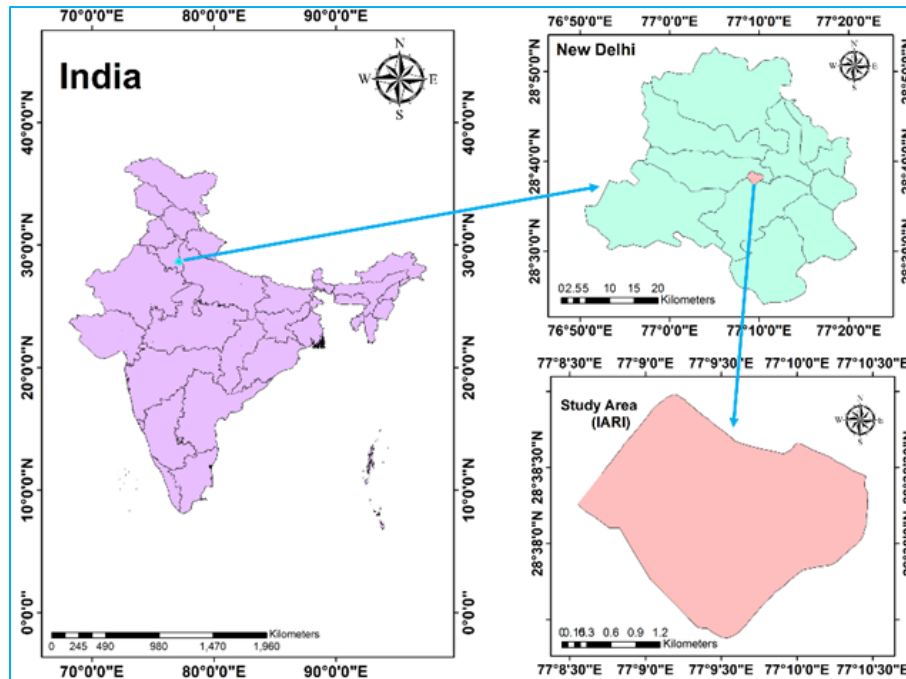 70°0'0"E 80°0'0"E 90°0'0"E
India
N
W E
S
40°0'0"N
30°0'0"N
20°0'0"N
10°0'0"N
0°0'0"
40°0'0"N
30°0'0"N
20°0'0"N
10°0'0"N
0°0'0"
Kilometers
0 245 490 980 1,470 1,960
70°0'0"E 80°0'0"E 90°0'0"E
76°50'0"E 77°0'0"E 77°10'0"E 77°20'0"E
New Delhi
N
W E
S
28°50'0"N
28°40'0"N
28°30'0"N
28°50'0"N
28°40'0"N
02.55 10 15 20
Kilometers
76°50'0"E 77°0'0"E 77°10'0"E 77°20'0"E
77°8'30"E 77°9'0"E 77°9'30"E 77°10'0"E 77°10'30"E
Study Area
(IARI)
N
W E
S
28°38'30"N
28°38'0"N
0.6 0.9 1.2
Kilometers
77°8'30"E 77°9'0"E 77°9'30"E 77°10'0"E 77°10'30"E